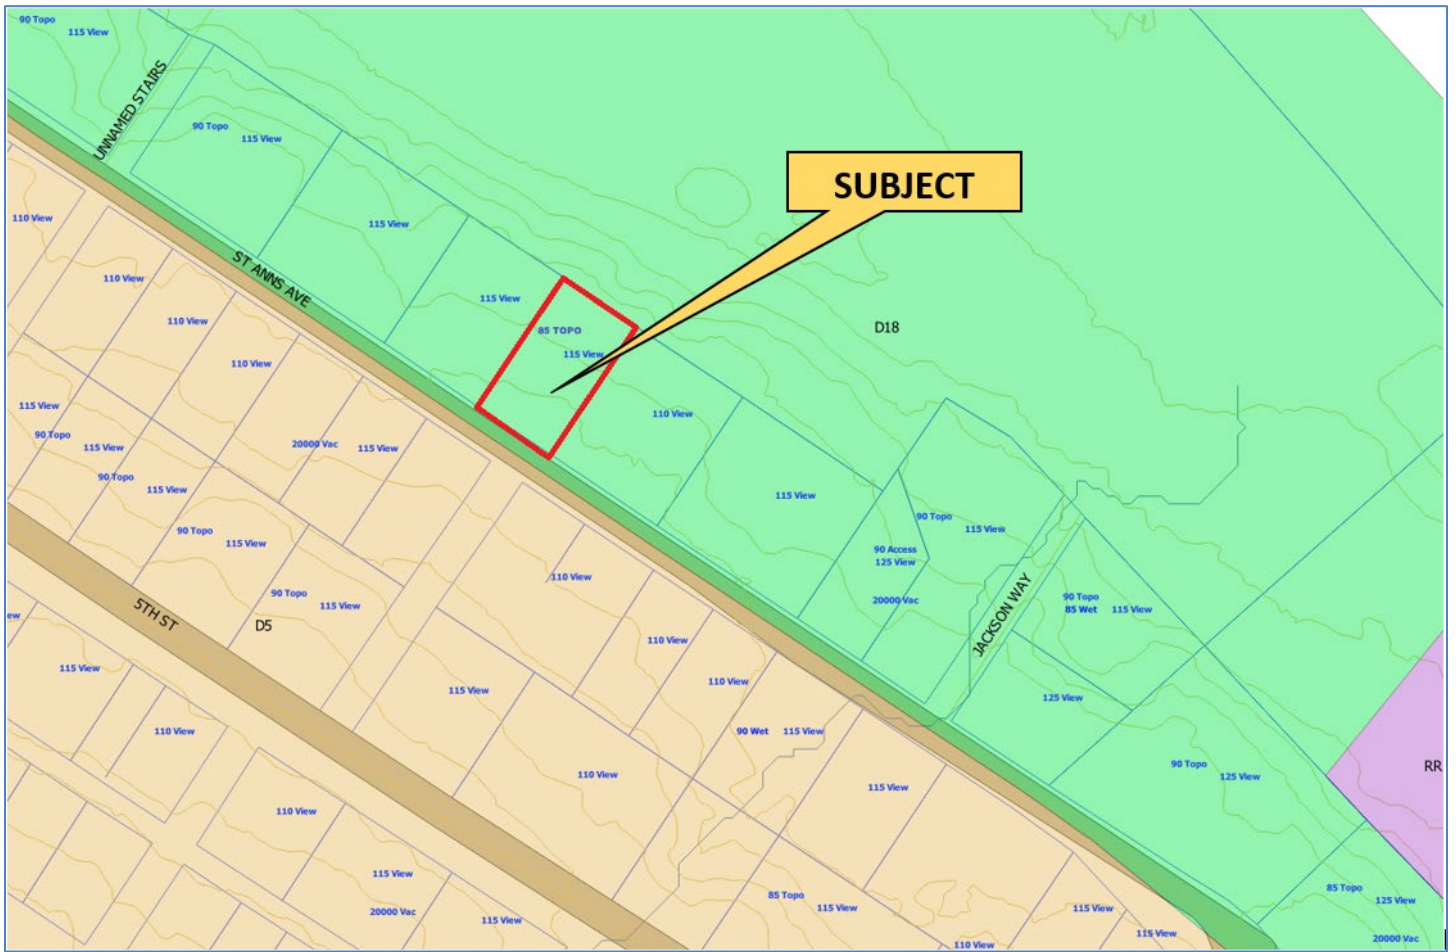 90 Topo
115 View
UNNAMED STAIRS
90 Topo
115 View
SUBJECT
110 View
115 View
ST ANNS AVE
110 View
115 View
110 View
85 TOPO
D18
115 View
110 View
115 View
110 View
90 Topo
115 View
20000 Vac
115 View
90 Topo
115 View
115 View
90 Topo
115 View
90 Topo
115 View
90 Access
125 View
20000 Vac
110 View
90 Topo
115 View
JACKSON WAY
90 Topo
85 Wet
115 View
ew
5TH ST
D5
110 View
115 View
115 View
110 View
125 View
110 View
90 Wet
115 View
110 View
115 View
90 Topo
125 View
RR
110 View
115 View
20000 Vac
115 View
85 Topo
115 View
110 View
115 View
115 View
85 Topo
125 View
20000 Vac